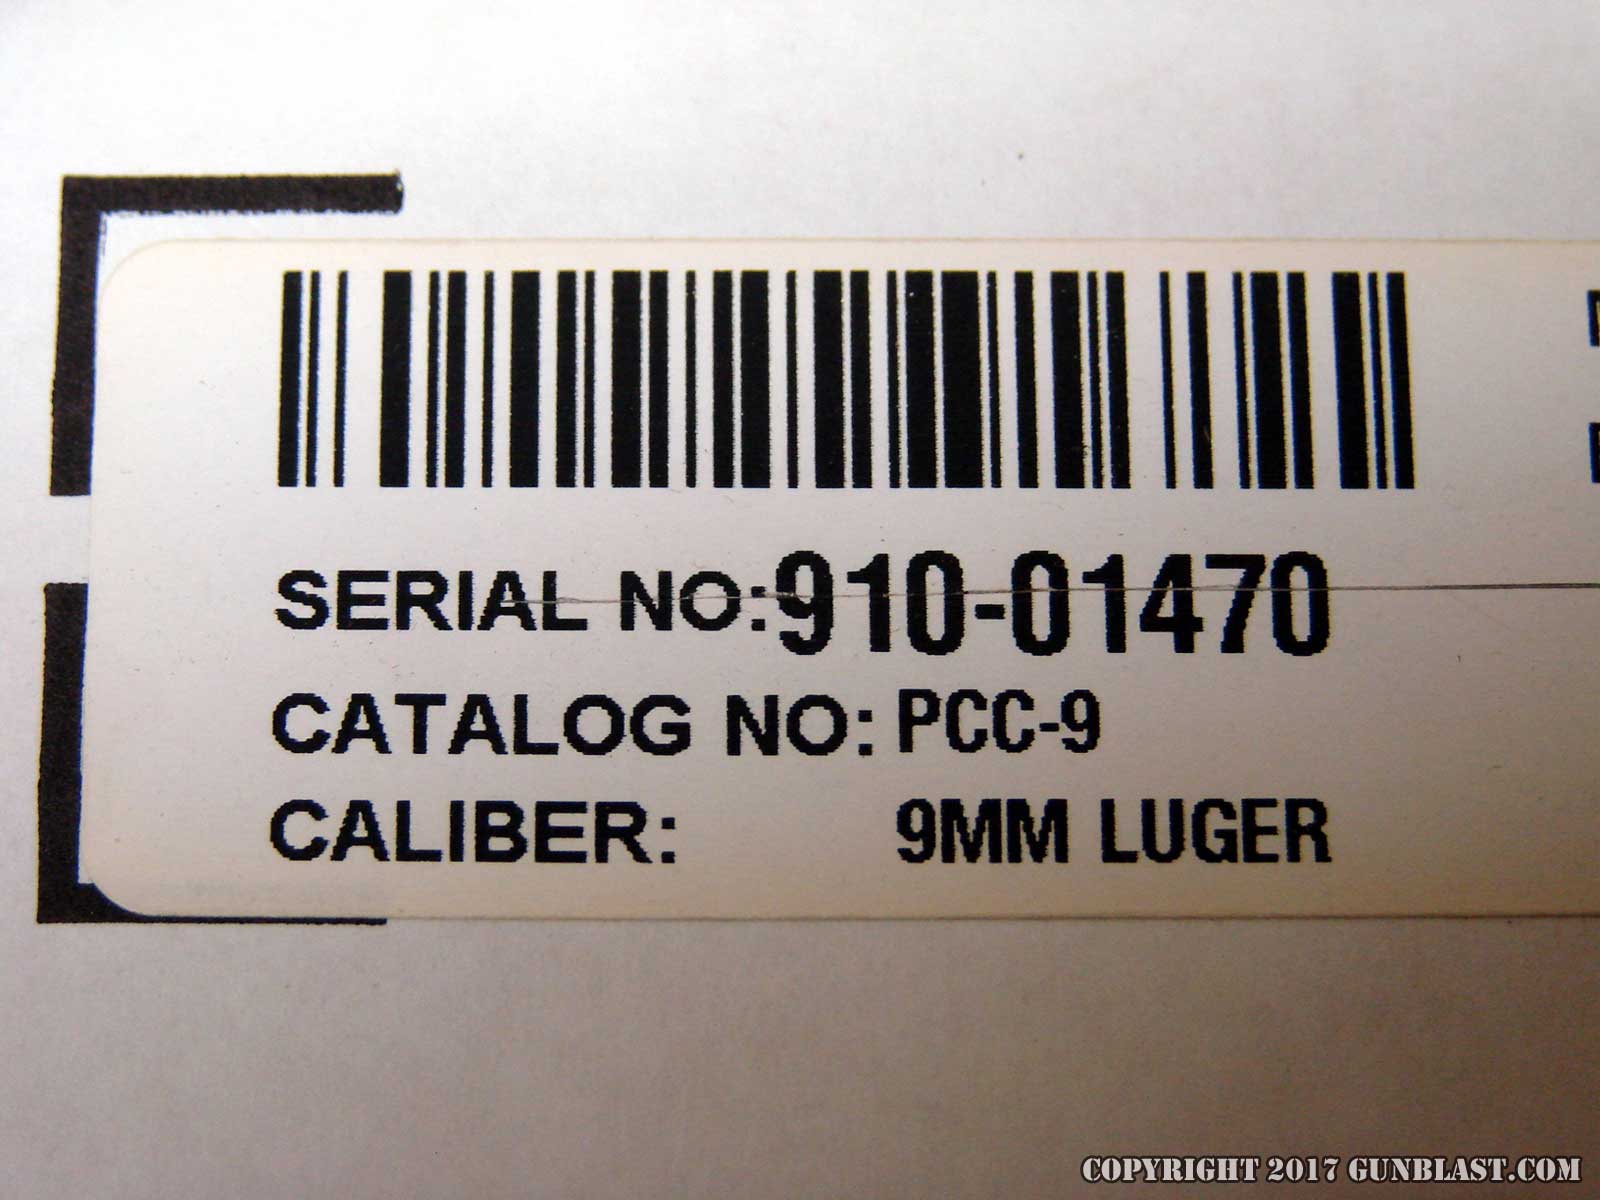 SERIAL NO:910-01470
CATALOG NO: PCC-9
CALIBER: 9MM LUGER
COPYRIGHT 2017 GUNBLAST.COM